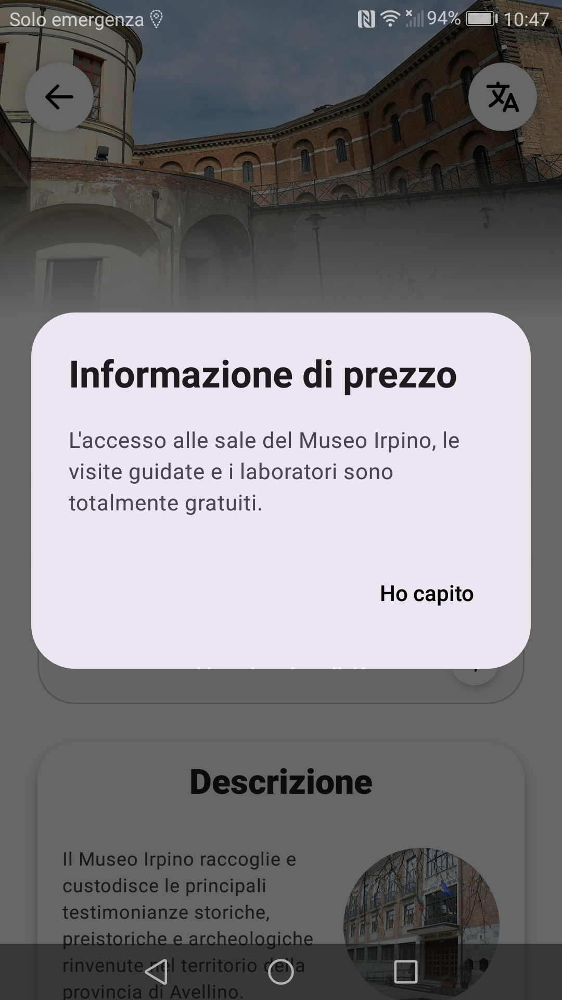 Solo emergenza 94% 10:47
Informazione di prezzo
L'accesso alle sale del Museo Irpino, le
visite guidate e i laboratori sono
totalmente gratuiti.
Ho capito
Descrizione
Il Museo Irpino raccoglie e
custodisce le principali
testimonianze storiche,
preistoriche e archeologiche
rinvenute nel territorio della
provincia di Avellino.
MUSEO IRPINO